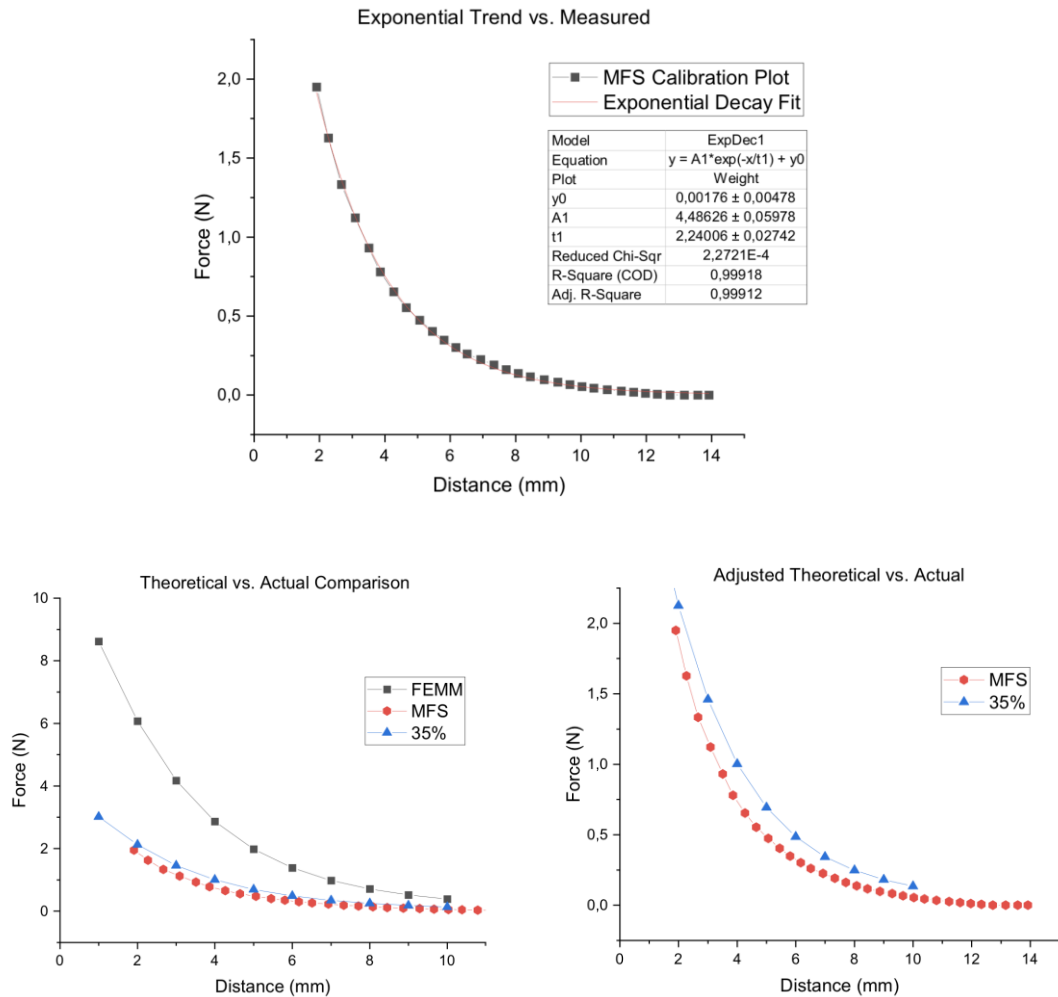 Exponential Trend vs. Measured
2,0
1,5
1,0
0,5
0,0
Force (N)
0 2 4 6 8 10 12 14
Distance (mm)
MFS Calibration Plot
Exponential Decay Fit
Model ExpDec1
Equation y = A1*exp(-x/t1) + y0
Plot Weight
y0 0,00176 ± 0,00478
A1 4,48626 ± 0,05978
t1 2,24006 ± 0,02742
Reduced Chi-Sqr 2,2721E-4
R-Square (COD) 0,99918
Adj. R-Square 0,99912
Theoretical vs. Actual Comparison
10
8
6
4
2
0
Force (N)
0 2 4 6 8 10
Distance (mm)
FEMM
MFS
35%
Adjusted Theoretical vs. Actual
2,0
1,5
1,0
0,5
0,0
Force (N)
0 2 4 6 8 10 12 14
Distance (mm)
MFS
35%